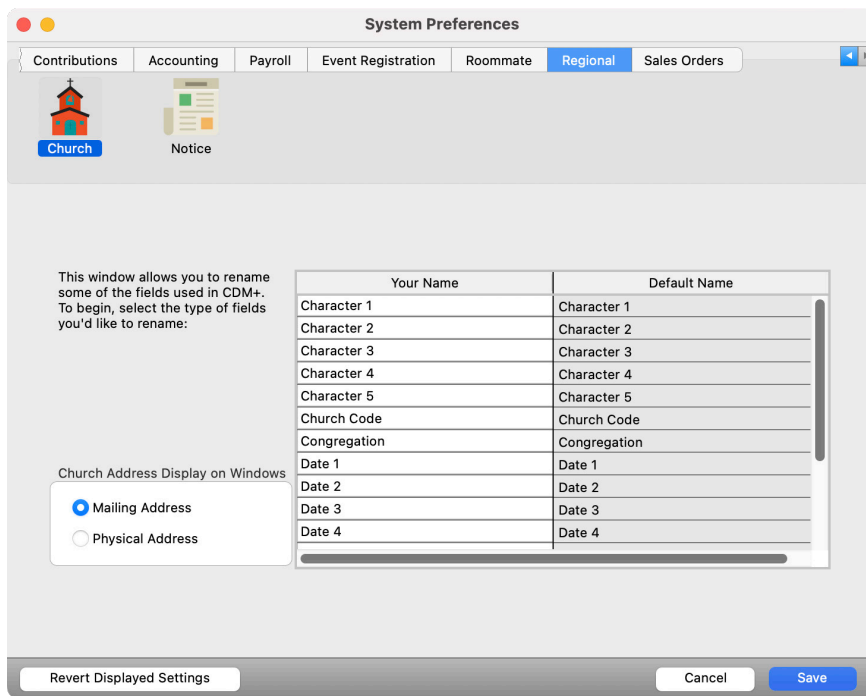 System Preferences
Contributions Accounting Payroll Event Registration Roommate Regional Sales Orders
Church Notice
This window allows you to rename
some of the fields used in CDM+.
To begin, select the type of fields
you'd like to rename:
Your Name Default Name
Character 1 Character 1
Character 2 Character 2
Character 3 Character 3
Character 4 Character 4
Character 5 Character 5
Church Code Church Code
Congregation Congregation
Date 1 Date 1
Date 2 Date 2
Date 3 Date 3
Date 4 Date 4
Church Address Display on Windows
Mailing Address
Physical Address
Revert Displayed Settings Cancel Save